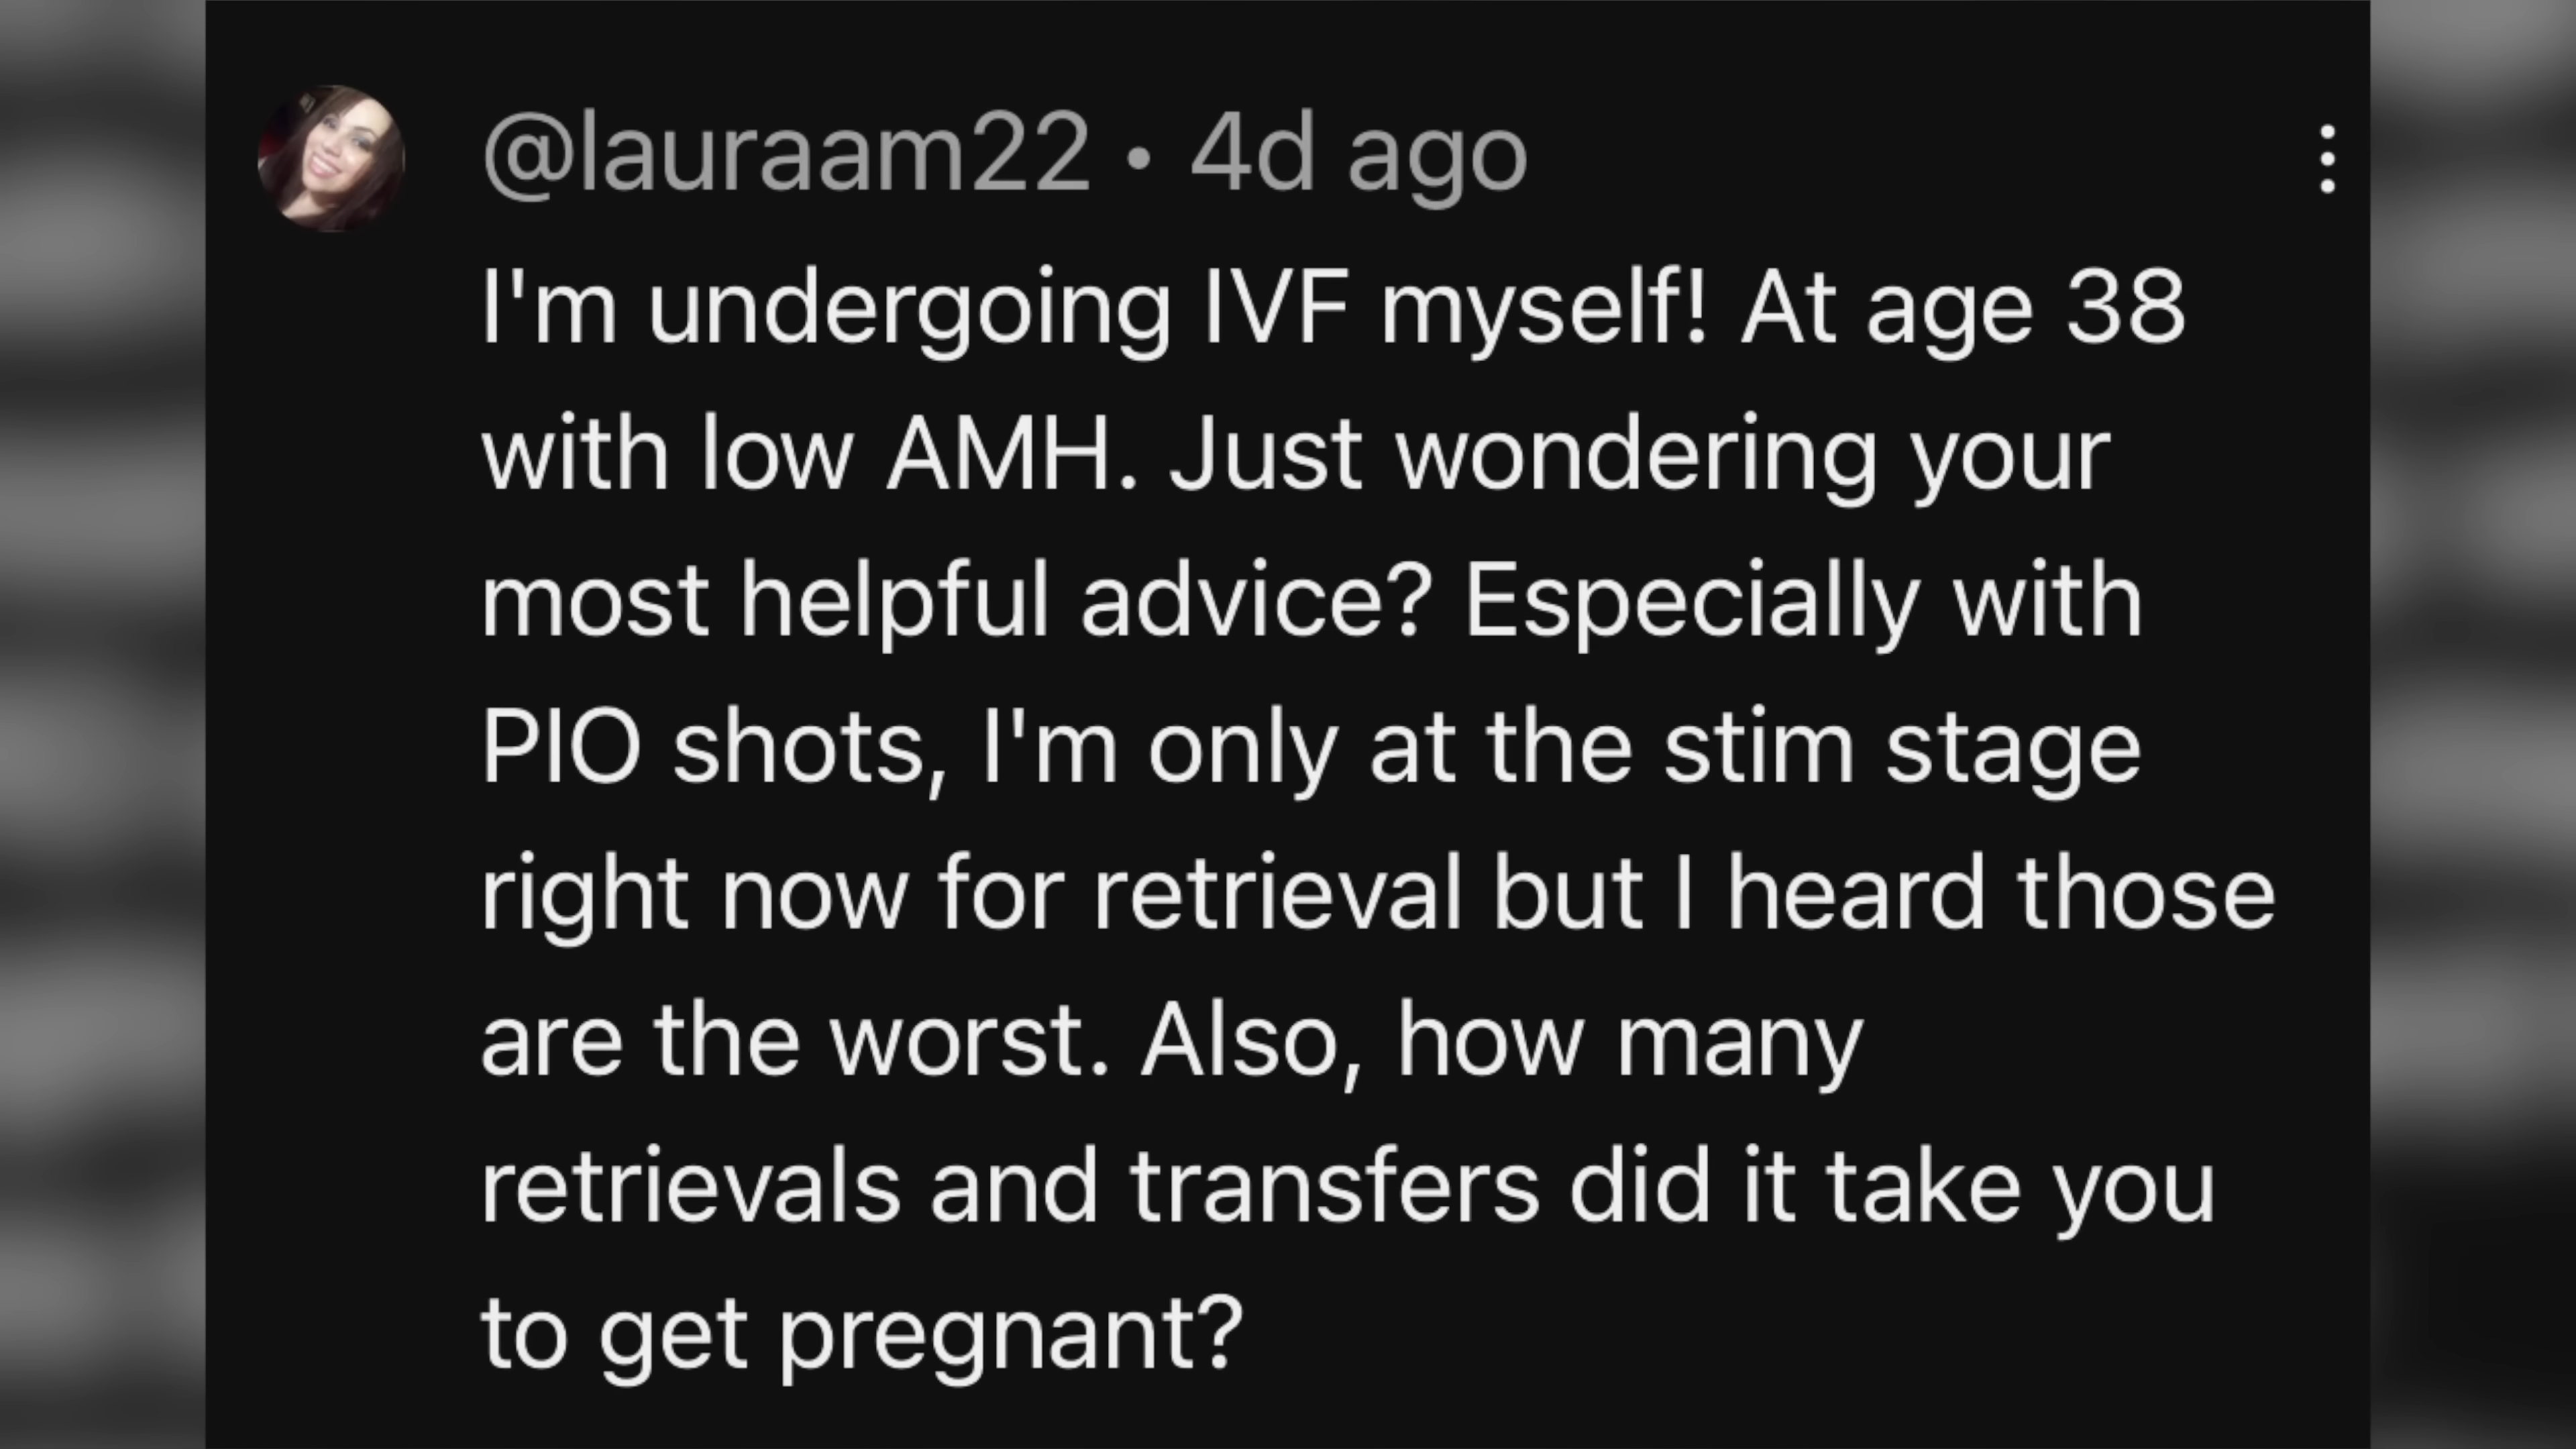 @lauraam22 • 4d ago
I'm undergoing IVF myself! At age 38
with low AMH. Just wondering your
most helpful advice? Especially with
PIO shots, I'm only at the stim stage
right now for retrieval but I heard those
are the worst. Also, how many
retrievals and transfers did it take you
to get pregnant?